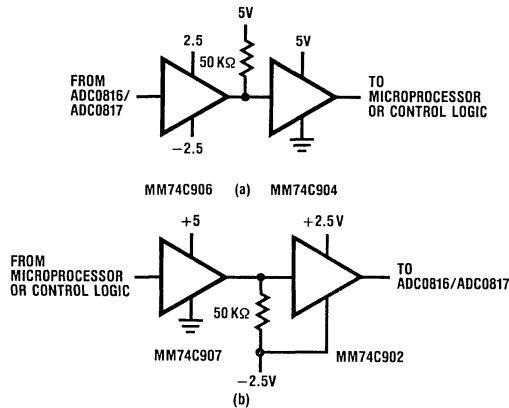 5V
2.5
50 KΩ
5V
FROM
ADC0816/
ADC0817
TO
MICROPROCESSOR
OR CONTROL LOGIC
−2.5
MM74C906 (a) MM74C904
+5
+2.5V
FROM
MICROPROCESSOR
OR CONTROL LOGIC
TO
ADC0816/ADC0817
50 KΩ
MM74C907
MM74C902
−2.5V
(b)